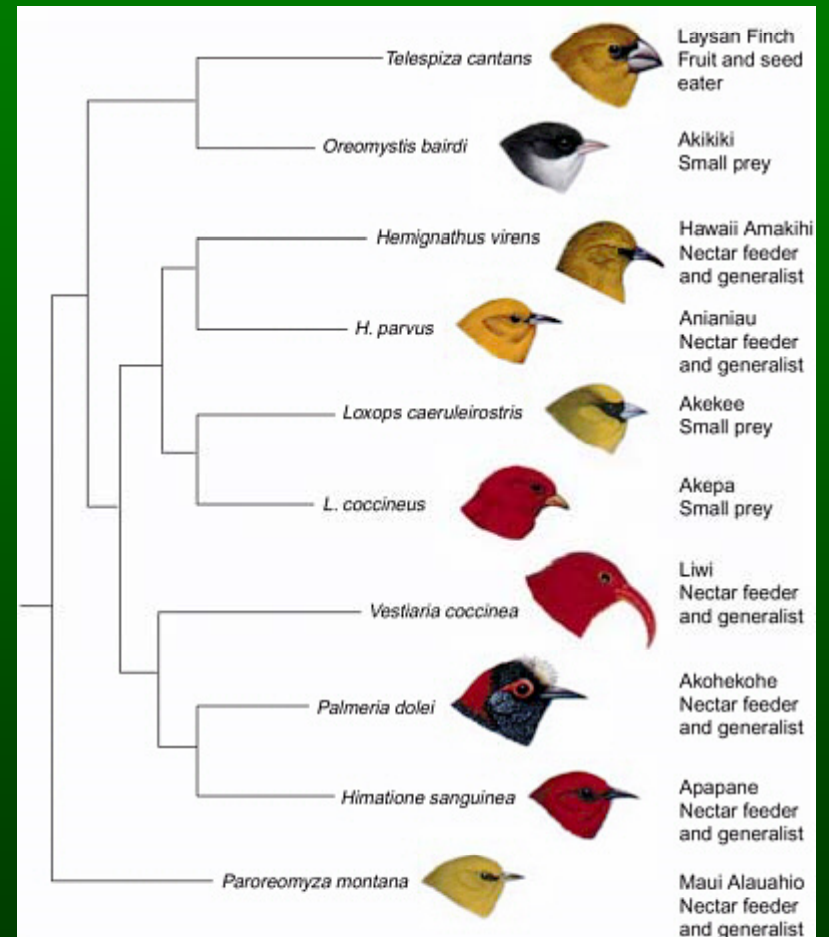 Telespiza cantans
Laysan Finch
Fruit and seed
eater
Oreomystis bairdi
Akikiki
Small prey
Hemignathus virens
Hawaii Amakihi
Nectar feeder
and generalist
H. parvus
Anianiau
Nectar feeder
and generalist
Loxops caeruleirostris
Akekee
Small prey
L. coccineus
Akepa
Small prey
Vestiaria coccinea
Liwi
Nectar feeder
and generalist
Palmeria dolei
Akohekohe
Nectar feeder
and generalist
Himatione sanguinea
Apapane
Nectar feeder
and generalist
Paroreomyza montana
Maui Alauahio
Nectar feeder
and generalist